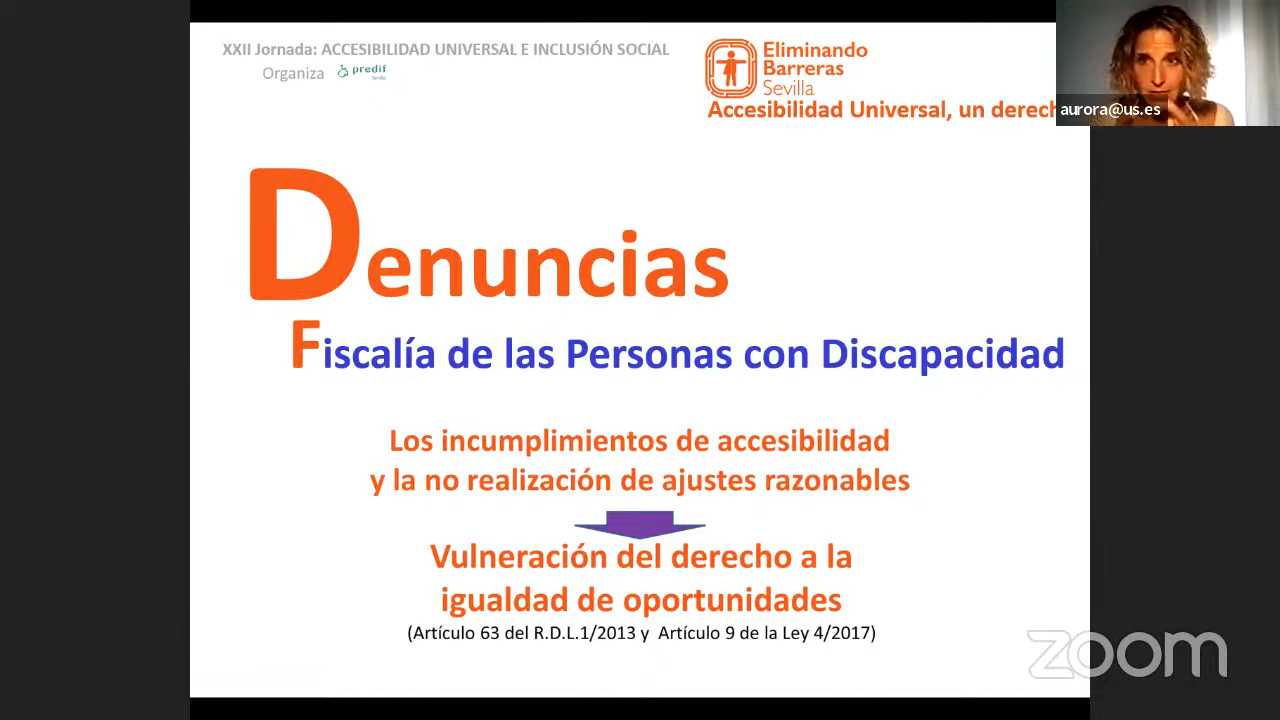 XXII Jornada: ACCESIBILIDAD UNIVERSAL E INCLUSIÓN SOCIAL
Organiza predif
Sevilla
Eliminando
Barreras
Sevilla
Accesibilidad Universal, un derech
aurora@us.es
Denuncias
Fiscalía de las Personas con Discapacidad
Los incumplimientos de accesibilidad
y la no realización de ajustes razonables
Vulneración del derecho a la
igualdad de oportunidades
(Artículo 63 del R.D.L.1/2013 y Artículo 9 de la Ley 4/2017)
zoom